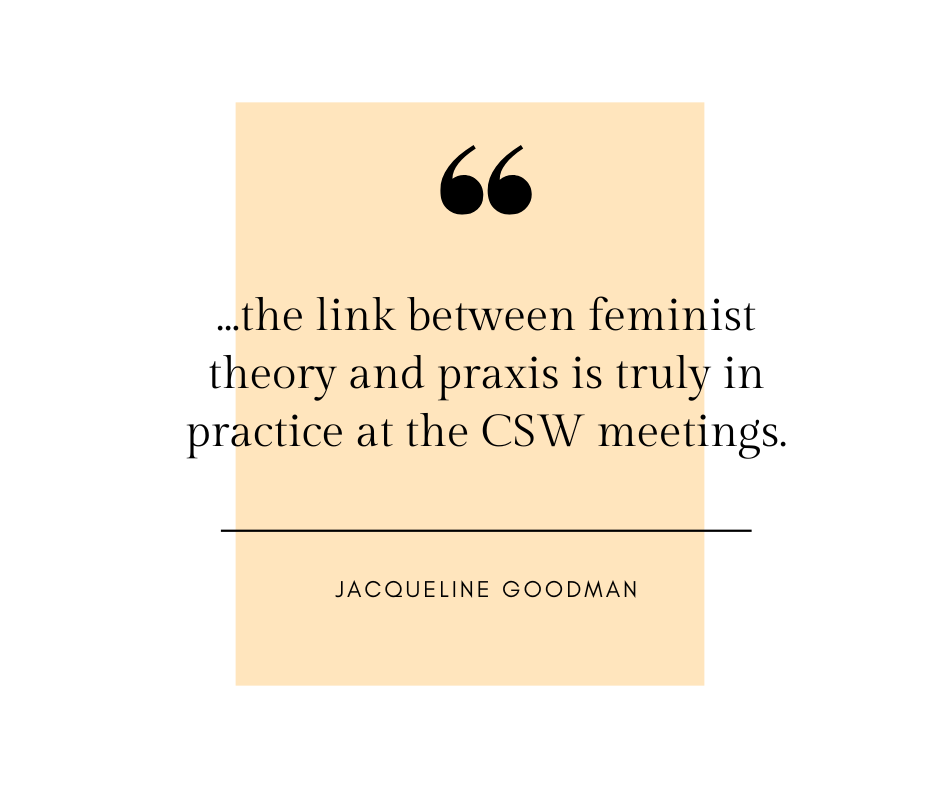 “
...the link between feminist
theory and praxis is truly in
practice at the CSW meetings.
JACQUELINE GOODMAN